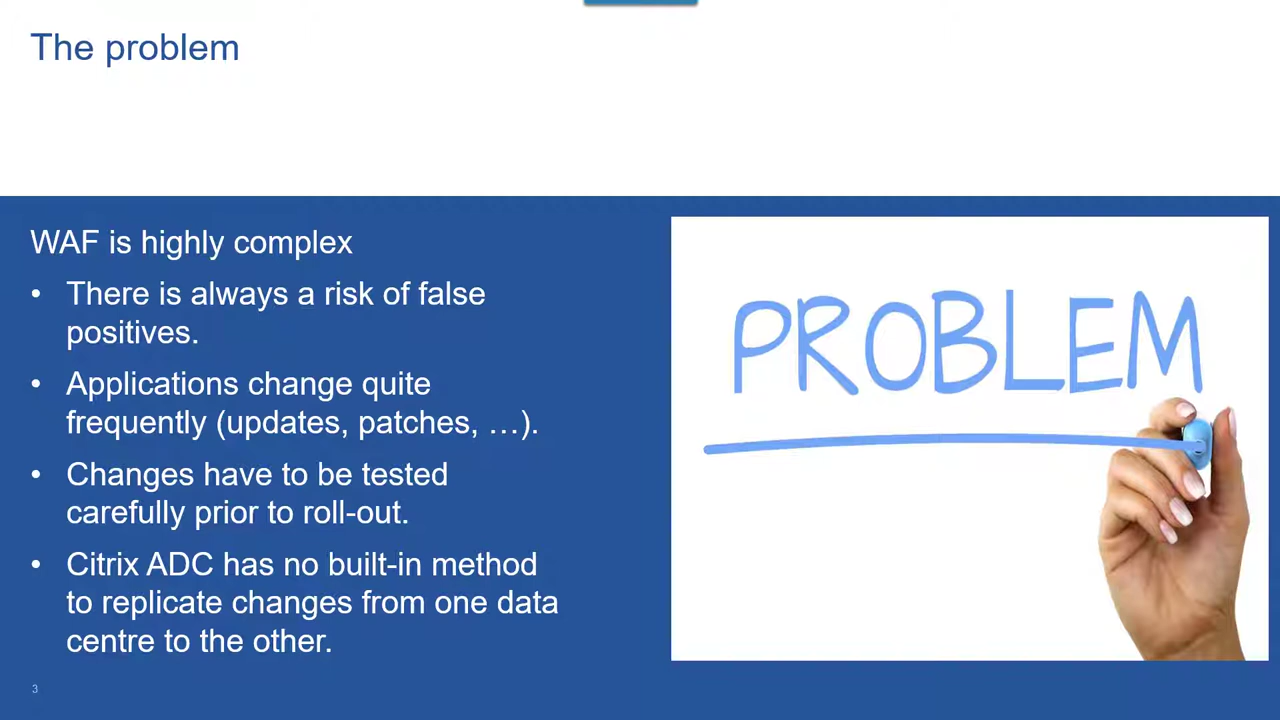 The problem
WAF is highly complex
• There is always a risk of false
positives.
• Applications change quite
frequently (updates, patches, …).
• Changes have to be tested
carefully prior to roll-out.
• Citrix ADC has no built-in method
to replicate changes from one data
centre to the other.
PROBLEM
3